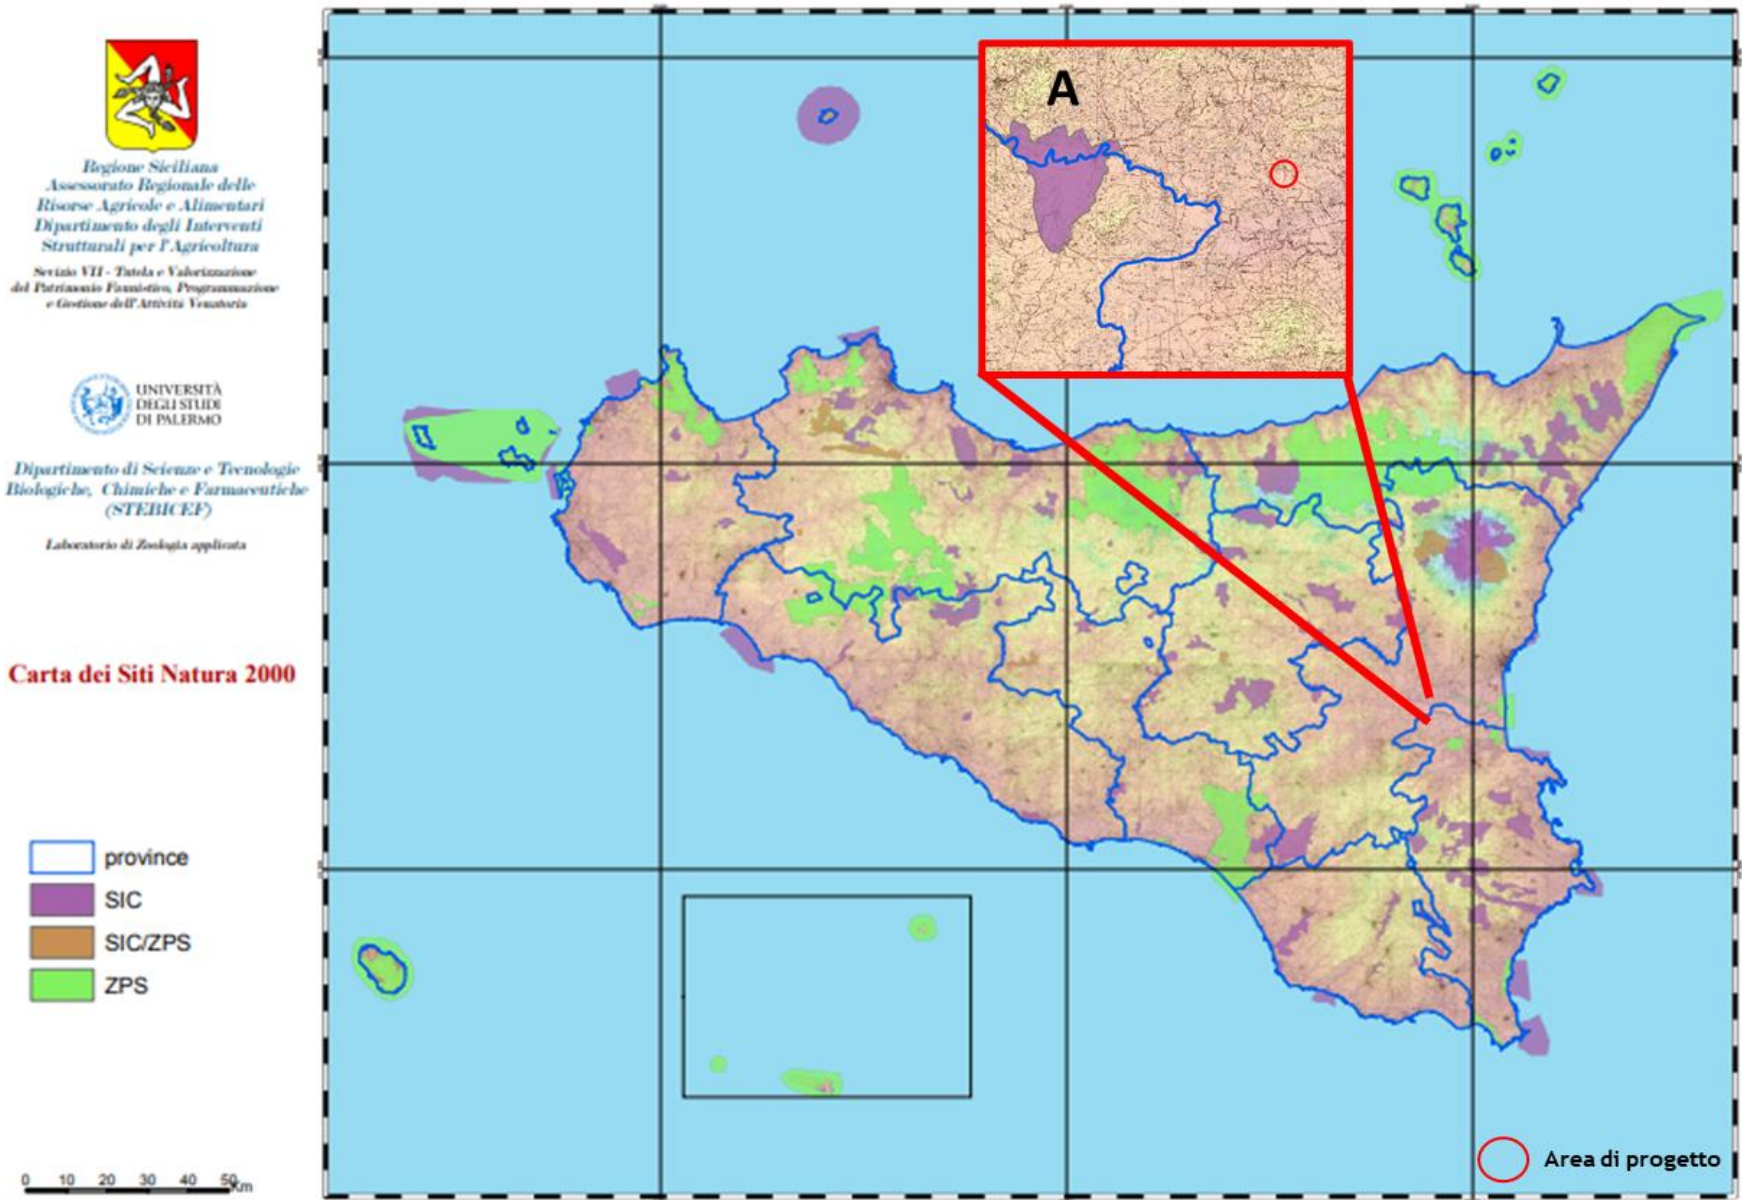 Regione Siciliana
Assessorato Regionale delle
Risorse Agricole e Alimentari
Dipartimento degli Interventi
Strutturali per l'Agricoltura
Sevizio VII - Tutela e Valorizzazione
del Patrimonio Faunistico, Programmazione
e Gestione dell'Attività Venatoria
UNIVERSITÀ
DEGLI STUDI
DI PALERMO
Dipartimento di Scienze e Tecnologie
Biologiche, Chimiche e Farmaceutiche
(STEBICEF)
Laboratorio di Zoologia applicata
Carta dei Siti Natura 2000
province
SIC
SIC/ZPS
ZPS
0 10 20 30 40 50 Km
A
Area di progetto